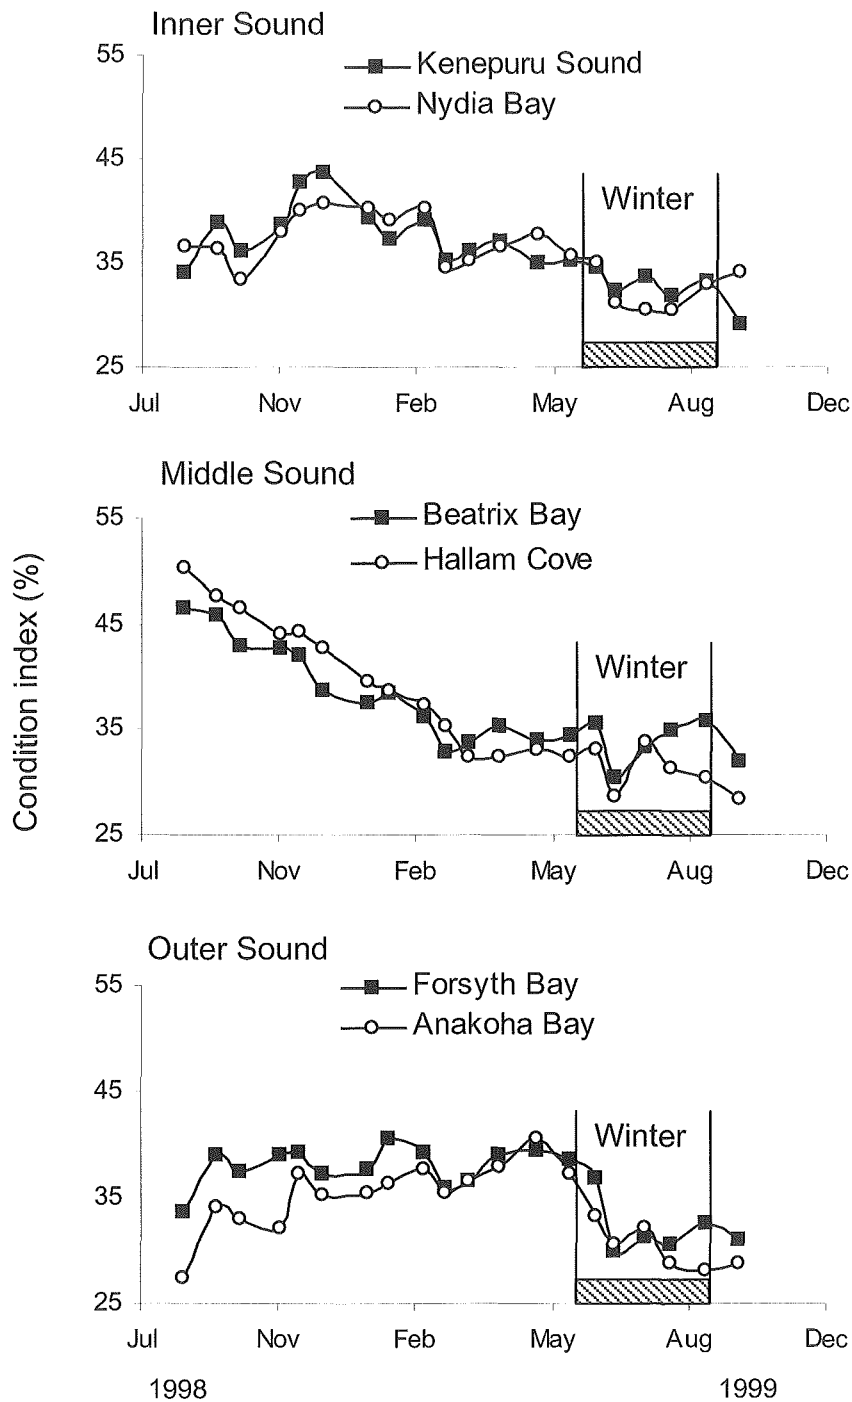 Inner Sound
55
Kenepuru Sound
Nydia Bay
45
Winter
35
25
Jul Nov Feb May Aug Dec
Middle Sound
55
Beatrix Bay
Hallam Cove
45
Winter
35
25
Jul Nov Feb May Aug Dec
Condition index (%)
Outer Sound
55
Forsyth Bay
Anakoha Bay
45
Winter
35
25
Jul Nov Feb May Aug Dec
1998 1999